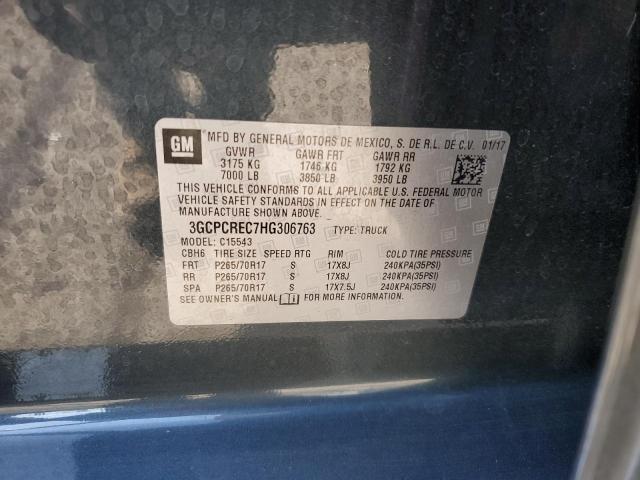 GM MFD BY GENERAL MOTORS DE MEXICO, S. DE R.L. DE C.V. 01/17
GVWR GAWR FRT GAWR RR
3175 KG 1746 KG 1792 KG
7000 LB 3850 LB 3950 LB
THIS VEHICLE CONFORMS TO ALL APPLICABLE U.S. FEDERAL MOTOR
VEHICLE SAFETY STANDARDS IN EFFECT ON THE DATE OF
MANUFACTURE SHOWN ABOVE.
3GCPCREC7HG306763 TYPE: TRUCK
MODEL: C15543
CBH6 TIRE SIZE SPEED RTG RIM COLD TIRE PRESSURE
FRT P265/70R17 S 17X8J 240KPA(35PSI)
RR P265/70R17 S 17X8J 240KPA(35PSI)
SPA P265/70R17 S 17X7.5J 240KPA(35PSI)
SEE OWNER'S MANUAL FOR MORE INFORMATION.